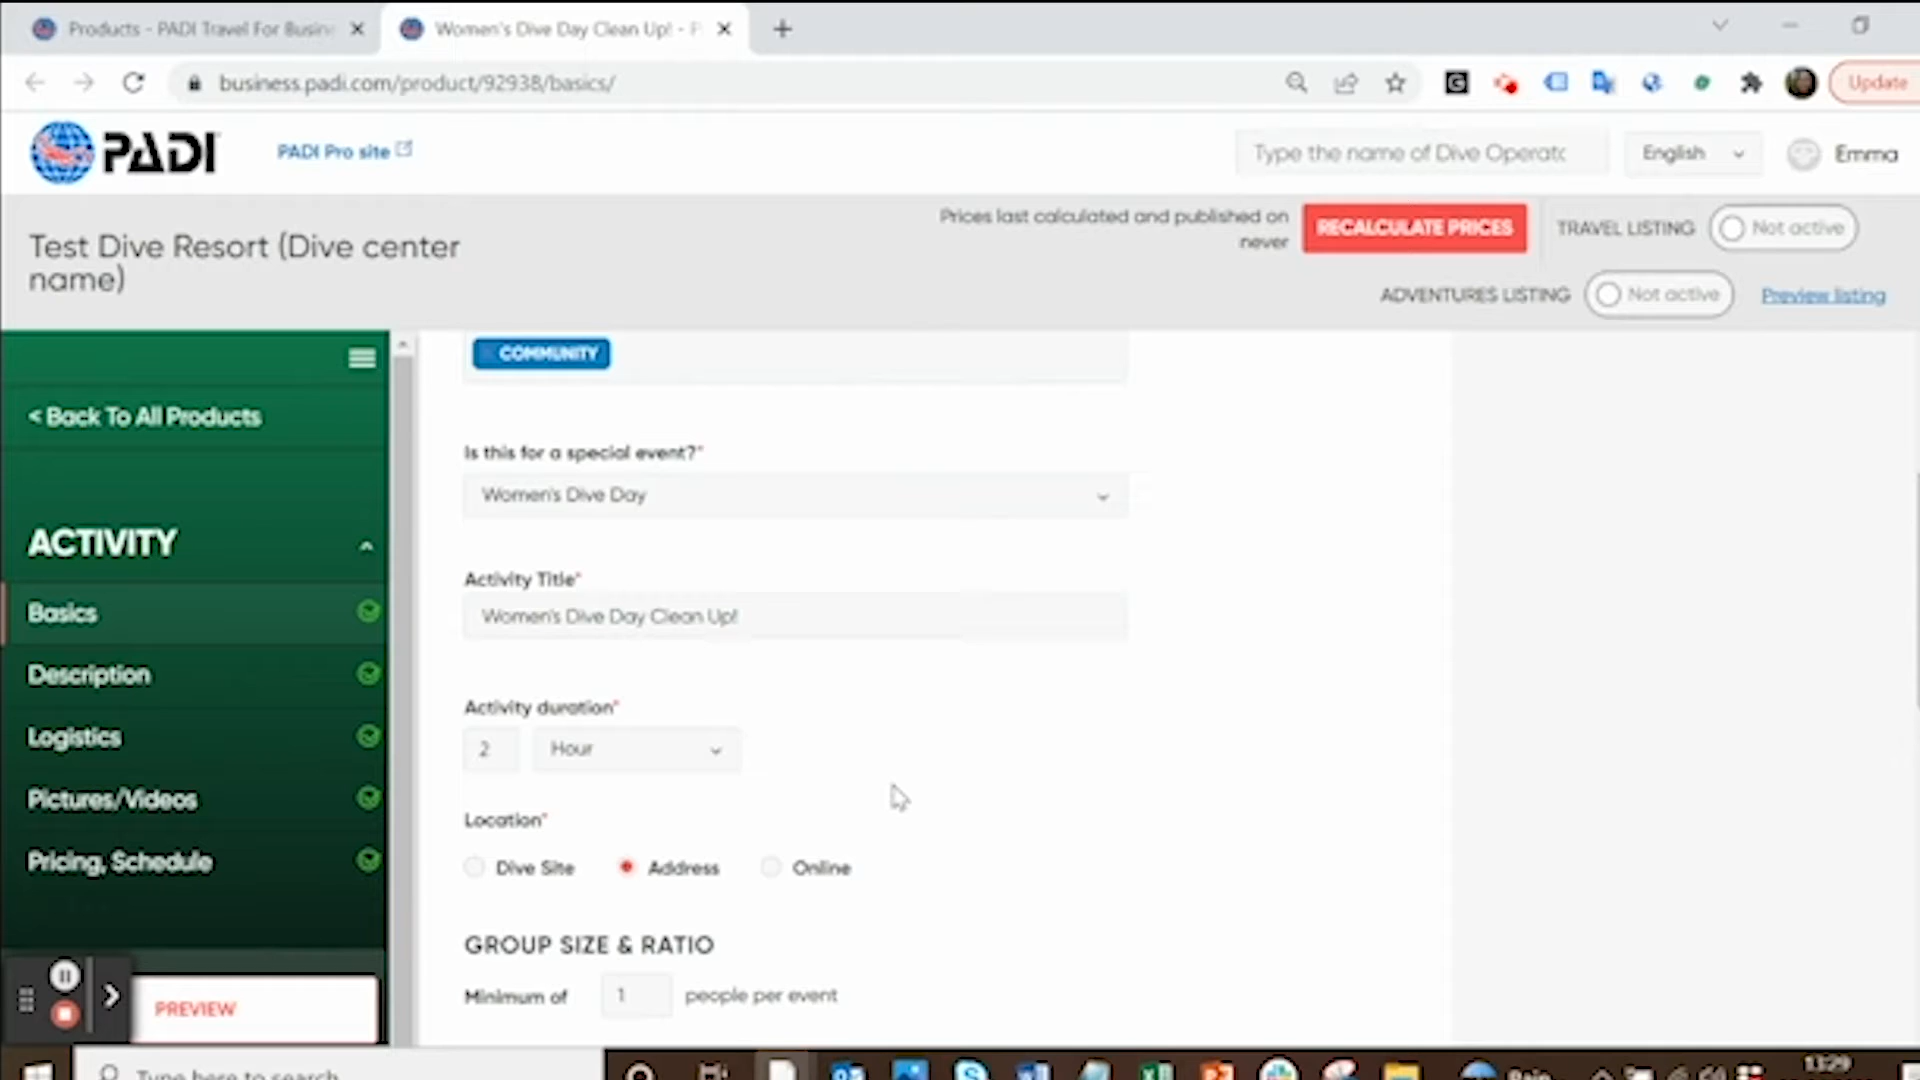 Products - PADI Travel For Busin
Women's Dive Day Clean Up! - P
business.padi.com/product/92938/basics/
Update
PADI
PADI Pro site
Type the name of Dive Operato
English
Emma
Test Dive Resort (Dive center
name)
Prices last calculated and published on
never
RECALCULATE PRICES
TRAVEL LISTING
Not active
ADVENTURES LISTING
Not active
Preview listing
COMMUNITY
< Back To All Products
Is this for a special event?*
Women's Dive Day
ACTIVITY
Activity Title*
Basics
Women's Dive Day Clean Up!
Description
Activity duration*
Logistics
2
Hour
Pictures/Videos
Location*
Pricing, Schedule
Dive Site
Address
Online
GROUP SIZE & RATIO
Minimum of
1
people per event
PREVIEW
Type here to search
Rain
13:29